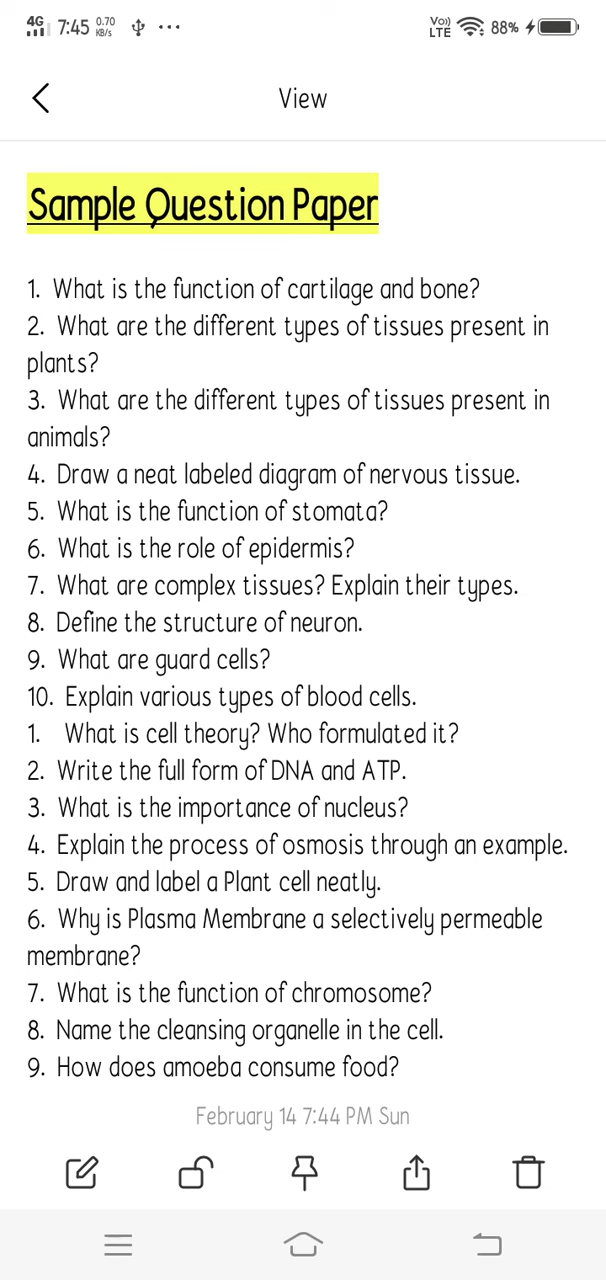 4G 7:45 0.70 KB/s ... Vo)) LTE 88%
View
Sample Question Paper
1. What is the function of cartilage and bone?
2. What are the different types of tissues present in
plants?
3. What are the different types of tissues present in
animals?
4. Draw a neat labeled diagram of nervous tissue.
5. What is the function of stomata?
6. What is the role of epidermis?
7. What are complex tissues? Explain their types.
8. Define the structure of neuron.
9. What are guard cells?
10. Explain various types of blood cells.
1. What is cell theory? Who formulated it?
2. Write the full form of DNA and ATP.
3. What is the importance of nucleus?
4. Explain the process of osmosis through an example.
5. Draw and label a Plant cell neatly.
6. Why is Plasma Membrane a selectively permeable
membrane?
7. What is the function of chromosome?
8. Name the cleansing organelle in the cell.
9. How does amoeba consume food?
February 14 7:44 PM Sun